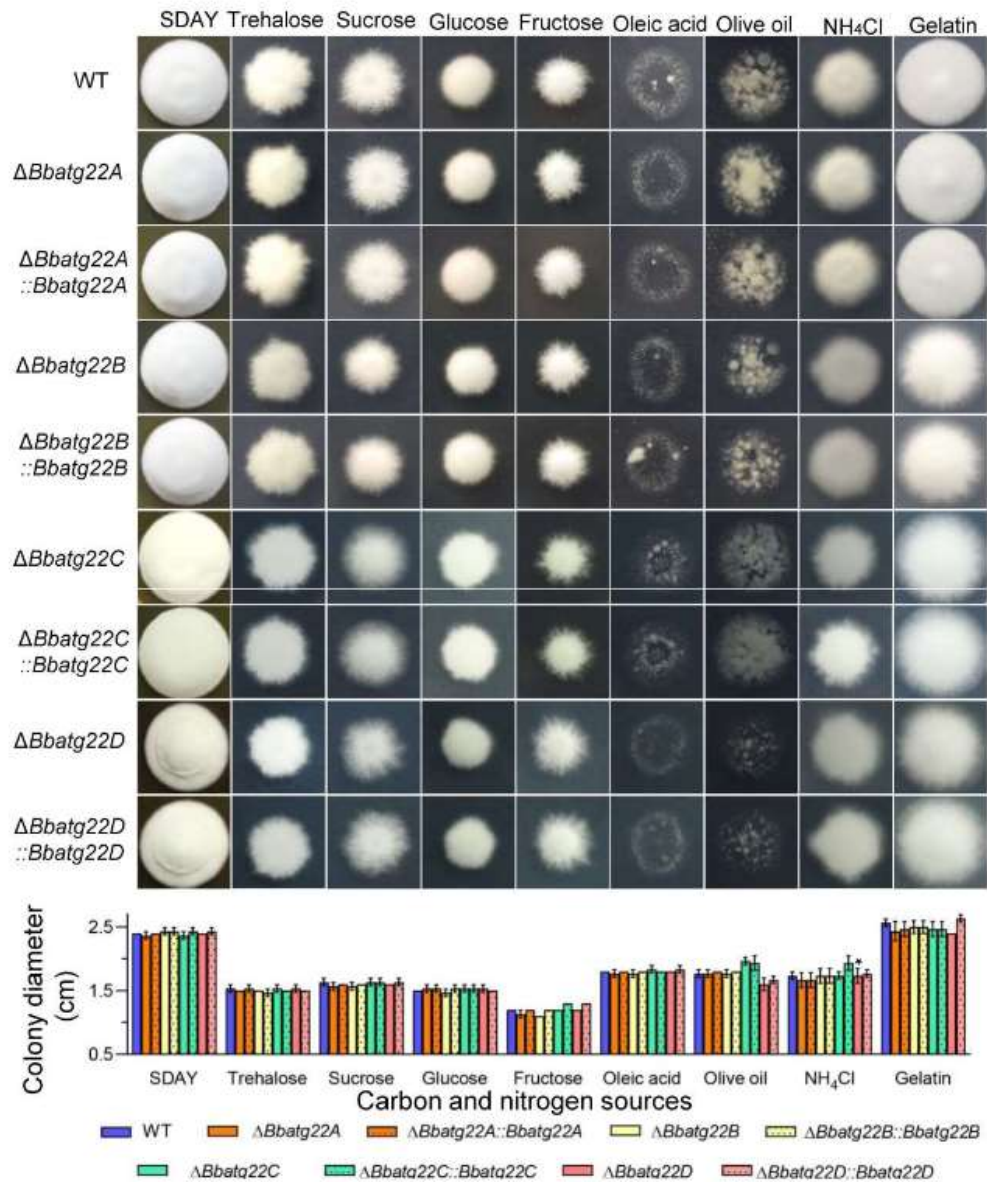 SDAY Trehalose Sucrose Glucose Fructose Oleic acid Olive oil NH₄Cl Gelatin
WT
ΔBbatg22A
ΔBbatg22A
::Bbatg22A
ΔBbatg22B
ΔBbatg22B
::Bbatg22B
ΔBbatg22C
ΔBbatg22C
::Bbatg22C
ΔBbatg22D
ΔBbatg22D
::Bbatg22D
Colony diameter
(cm)
2.5
1.5
0.5
*
SDAY Trehalose Sucrose Glucose Fructose Oleic acid Olive oil NH₄Cl Gelatin
Carbon and nitrogen sources
WT ΔBbatg22A ΔBbatg22A::Bbatg22A ΔBbatg22B ΔBbatg22B::Bbatg22B
ΔBbatg22C ΔBbatg22C::Bbatg22C ΔBbatg22D ΔBbatg22D::Bbatg22D